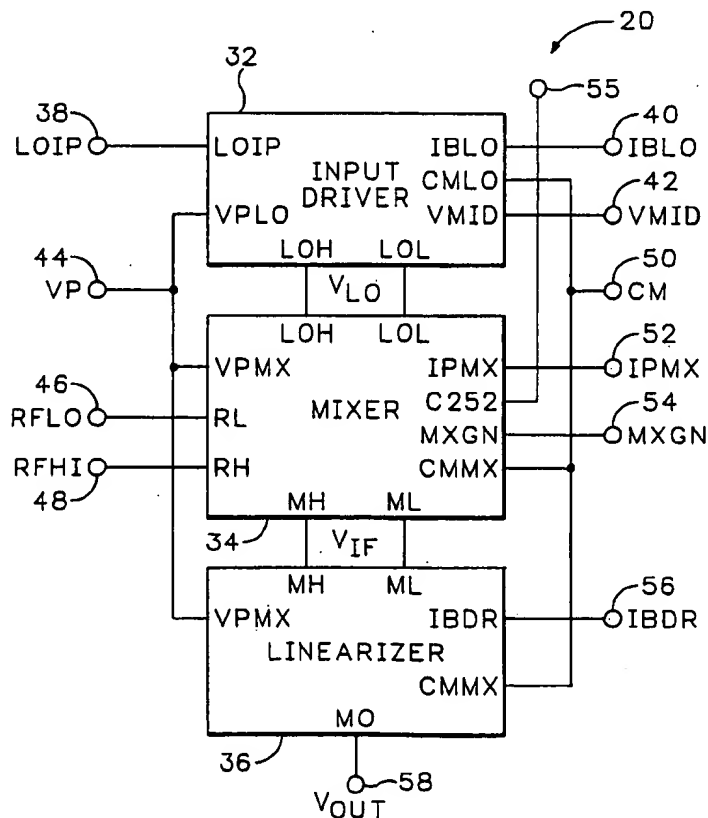 20
32
55
38
40
LOIP
LOIP
IBLO
IBLO
INPUT
DRIVER
CMLO
42
VPLO
VMID
VMID
44
LOH
LOL
50
VP
VLO
CM
LOH
LOL
52
VPMX
IPMX
IPMX
46
MIXER
C252
54
RFLO
RL
MXGN
MXGN
RFHI
RH
CMMX
48
MH
ML
34
VIF
MH
ML
56
VPMX
IBDR
IBDR
LINEARIZER
CMMX
MO
36
58
VOUT